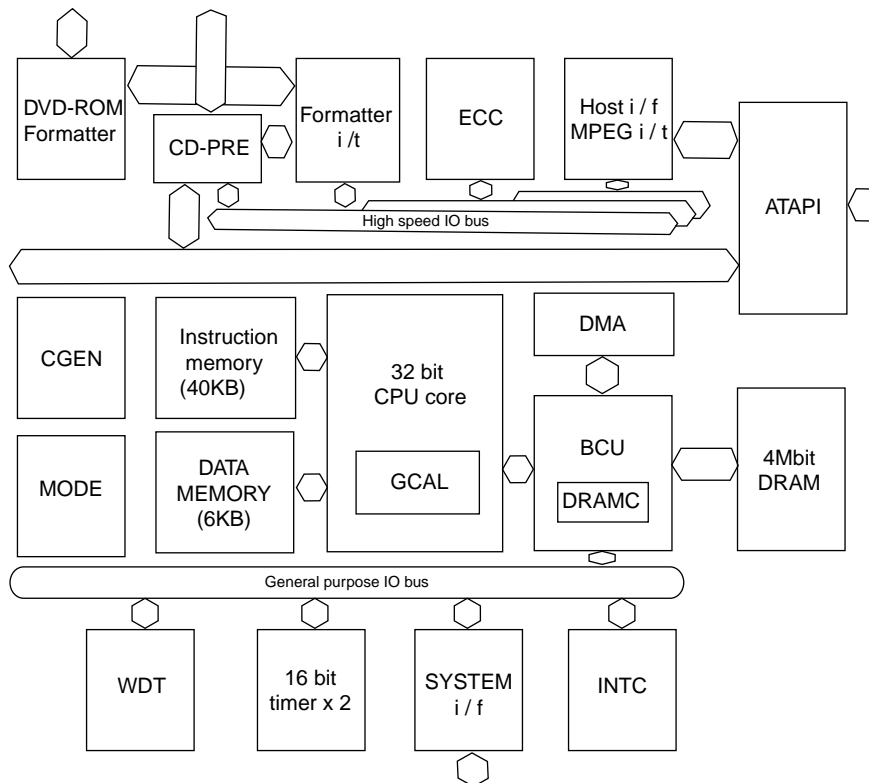 DVD-ROM
Formatter
CD-PRE
Formatter
i /t
ECC
Host i / f
MPEG i / t
ATAPI
High speed IO bus
CGEN
Instruction
memory
(40KB)
32 bit
CPU core
GCAL
DMA
MODE
DATA
MEMORY
(6KB)
BCU
DRAMC
4Mbit
DRAM
General purpose IO bus
WDT
16 bit
timer x 2
SYSTEM
i / f
INTC